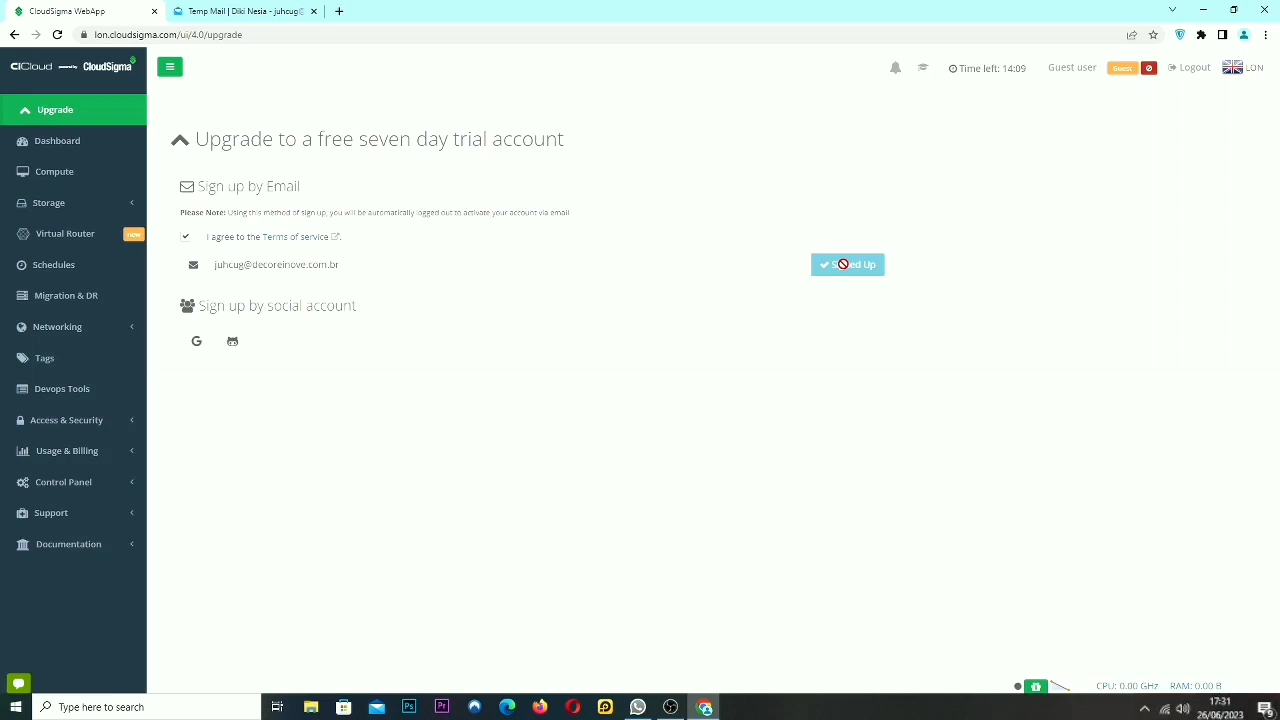 CloudSigma WebApp
Temp Mail | Diki Nesia - juhcug@
lon.cloudsigma.com/ui/4.0/upgrade
CICloud
CloudSigma
Time left: 14:09
Guest user
Guest
Logout
LON
Upgrade
Dashboard
Compute
Storage
Virtual Router
new
Schedules
Migration & DR
Networking
Tags
Devops Tools
Access & Security
Usage & Billing
Control Panel
Support
Documentation
Upgrade to a free seven day trial account
Sign up by Email
Please Note: Using this method of sign up, you will be automatically logged out to activate your account via email
I agree to the Terms of service .
juhcug@decoreinove.com.br
Up
Sign up by social account
G
CPU: 0.00 GHz
RAM: 0.00 B
Type here to search
Ps
Pr
17:31
26/06/2023